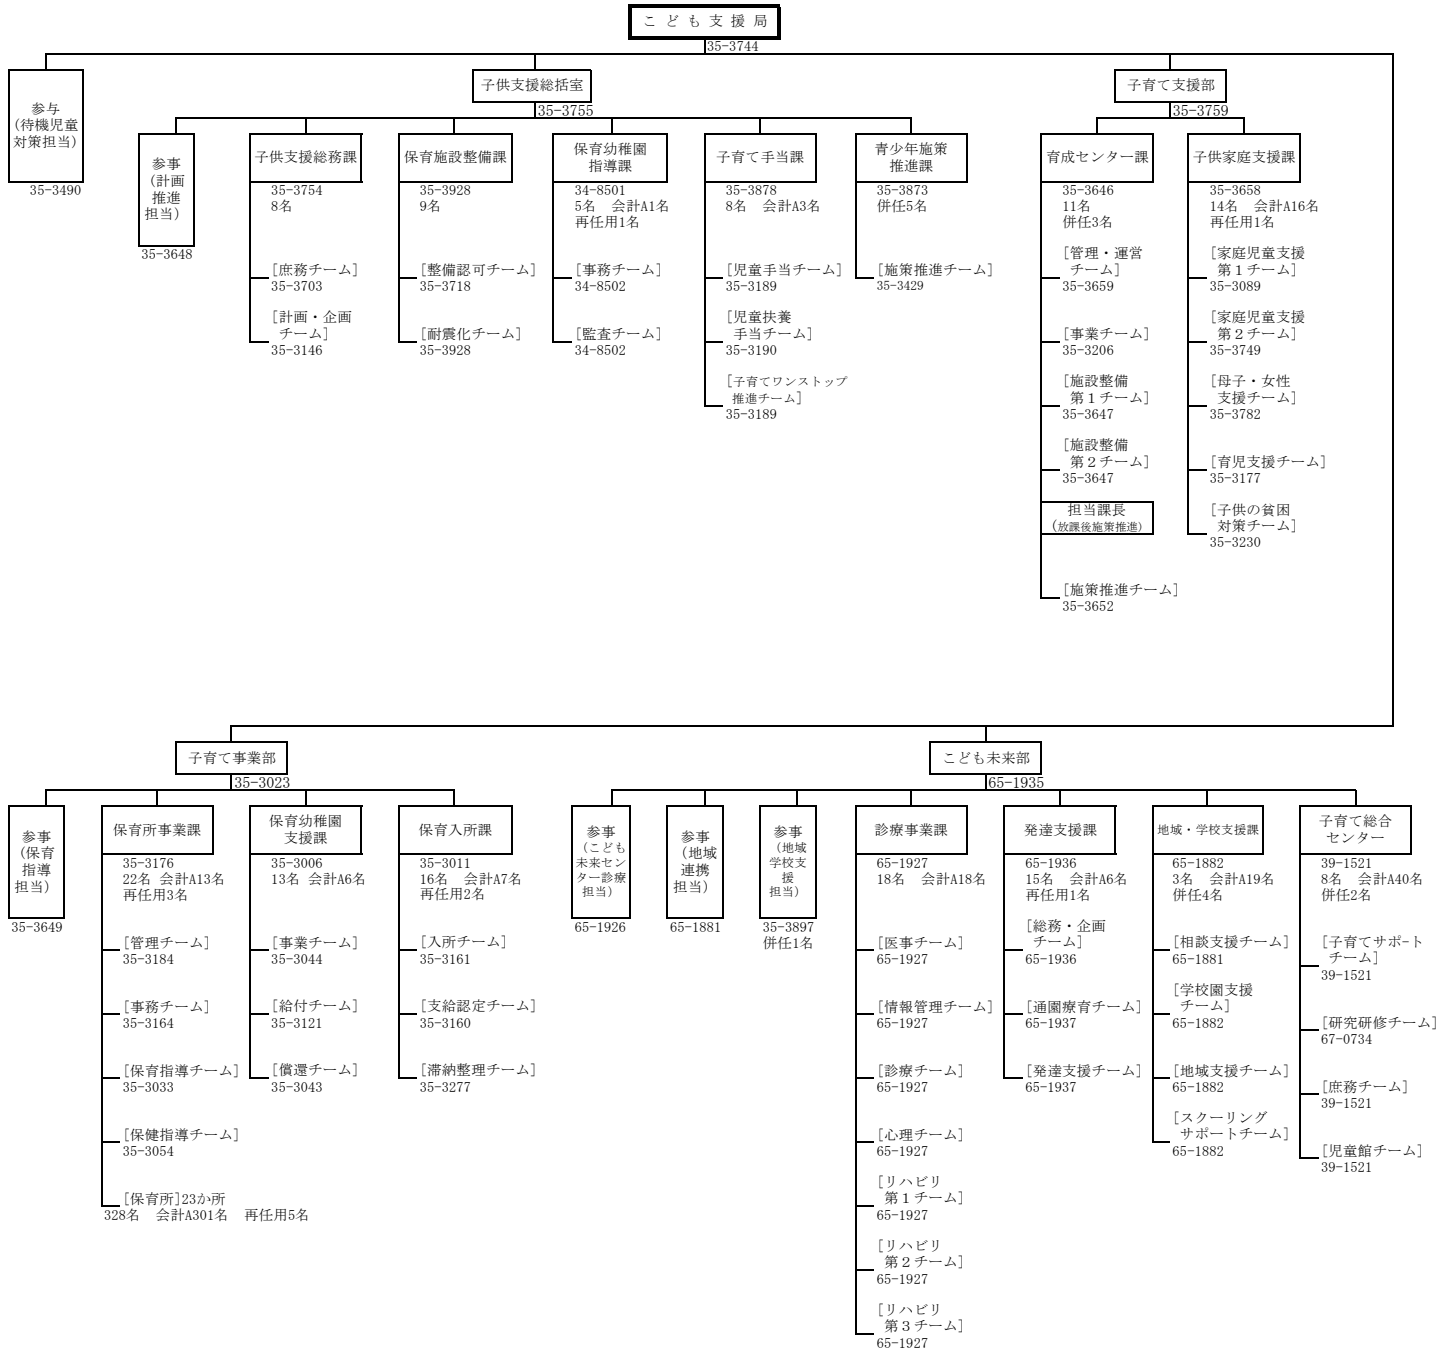 こども支援局
35-3744
参与
(待機児童
対策担当)
35-3490
子供支援総括室
35-3755
参事
(計画
推進
担当)
35-3648
子供支援総務課
35-3754
8名
[庶務チーム]
35-3703
[計画・企画
チーム]
35-3146
保育施設整備課
35-3928
9名
[整備認可チーム]
35-3718
[耐震化チーム]
35-3928
保育幼稚園
指導課
34-8501
5名 会計A1名
再任用1名
[事務チーム]
34-8502
[監査チーム]
34-8502
子育て手当課
35-3878
8名 会計A3名
[児童手当チーム]
35-3189
[児童扶養
手当チーム]
35-3190
[子育てワンストップ
推進チーム]
35-3189
青少年施策
推進課
35-3873
併任5名
[施策推進チーム]
35-3429
子育て支援部
35-3759
育成センター課
35-3646
11名
併任3名
[管理・運営
チーム]
35-3659
[事業チーム]
35-3206
[施設整備
第１チーム]
35-3647
[施設整備
第２チーム]
35-3647
担当課長
(放課後施策推進)
[施策推進チーム]
35-3652
子供家庭支援課
35-3658
14名 会計A16名
再任用1名
[家庭児童支援
第１チーム]
35-3089
[家庭児童支援
第２チーム]
35-3749
[母子・女性
支援チーム]
35-3782
[育児支援チーム]
35-3177
[子供の貧困
対策チーム]
35-3230
子育て事業部
35-3023
参事
(保育
指導
担当)
35-3649
保育所事業課
35-3176
22名 会計A13名
再任用3名
[管理チーム]
35-3184
[事務チーム]
35-3164
[保育指導チーム]
35-3033
[保健指導チーム]
35-3054
[保育所]23か所
328名 会計A301名 再任用5名
保育幼稚園
支援課
35-3006
13名 会計A6名
[事業チーム]
35-3044
[給付チーム]
35-3121
[償還チーム]
35-3043
保育入所課
35-3011
16名 会計A7名
再任用2名
[入所チーム]
35-3161
[支給認定チーム]
35-3160
[滞納整理チーム]
35-3277
こども未来部
65-1935
参事
(こども
未来セン
ター診療
担当)
65-1926
参事
(地域
連携
担当)
65-1881
参事
(地域
学校支
援
担当)
35-3897
併任1名
診療事業課
65-1927
18名 会計A18名
[医事チーム]
65-1927
[情報管理チーム]
65-1927
[診療チーム]
65-1927
[心理チーム]
65-1927
[リハビリ
第１チーム]
65-1927
[リハビリ
第２チーム]
65-1927
[リハビリ
第３チーム]
65-1927
発達支援課
65-1936
15名 会計A6名
再任用1名
[総務・企画
チーム]
65-1936
[通園療育チーム]
65-1937
[発達支援チーム]
65-1937
地域・学校支援課
65-1882
3名 会計A19名
併任4名
[相談支援チーム]
65-1881
[学校園支援
チーム]
65-1882
[地域支援チーム]
65-1882
[スクーリング
サポートチーム]
65-1882
子育て総合
センター
39-1521
8名 会計A40名
併任2名
[子育てサポート
チーム]
39-1521
[研究研修チーム]
67-0734
[庶務チーム]
39-1521
[児童館チーム]
39-1521